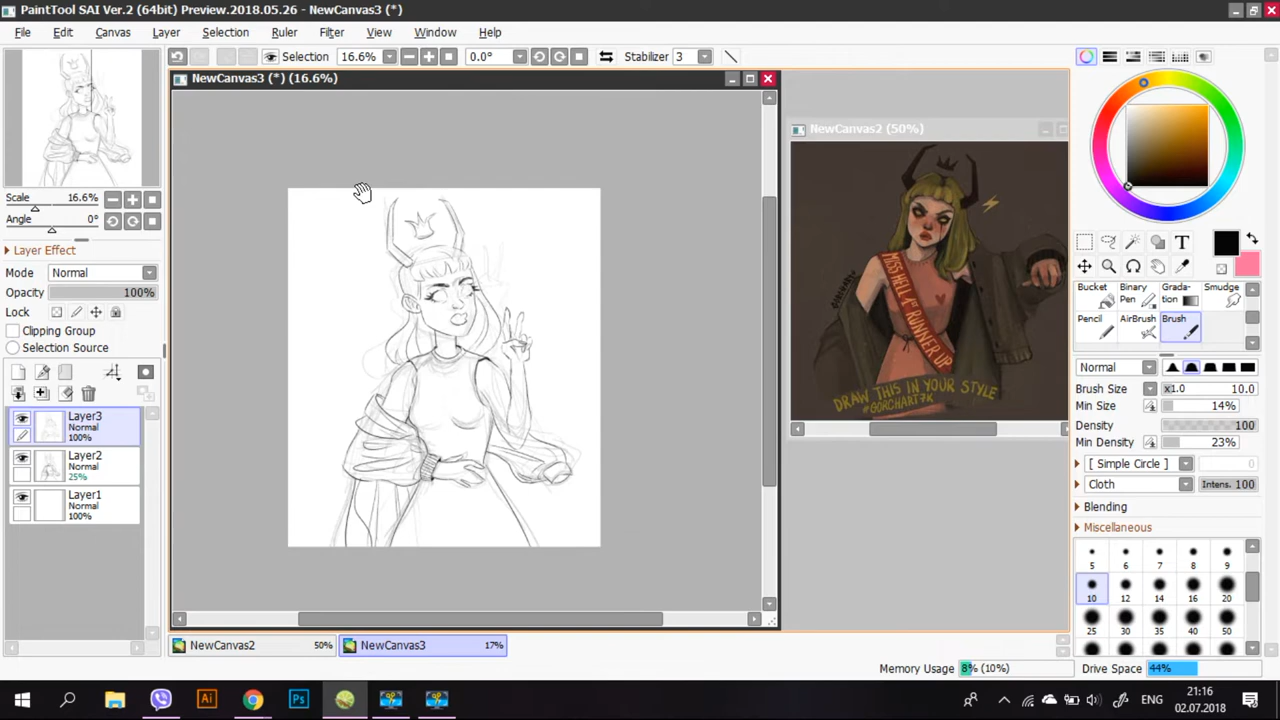 PaintTool SAI Ver.2 (64bit) Preview.2018.05.26 - NewCanvas3 (*)
File Edit Canvas Layer Selection Filter Ruler View Window Help
Selection 16.6% 0.0° Stabilizer 3
NewCanvas3 (*) (16.6%)
NewCanvas2 (50%)
Scale 16.6%
Angle 0°
Layer Effect
Mode Normal
Opacity 100%
Lock
Clipping Group
Selection Source
Layer3
Normal
100%
Layer2
Normal
25%
Layer1
Normal
100%
MISS HELL 1ST RUNNER UP
DRAW THIS IN YOUR STYLE
Bucket Binary Pen Grada-tion Smudge
Pencil AirBrush Brush
Normal
Brush Size x1.0 10.0
Min Size 14%
Density 100
Min Density 23%
[ Simple Circle ] 0
Cloth Intens. 100
Blending
Miscellaneous
5 6 7 8 9
10 12 14 16 20
25 30 35 40 50
NewCanvas2 50% NewCanvas3 17%
Memory Usage 8% (10%) Drive Space 44%
Ai Ps ENG 21:16
02.07.2018